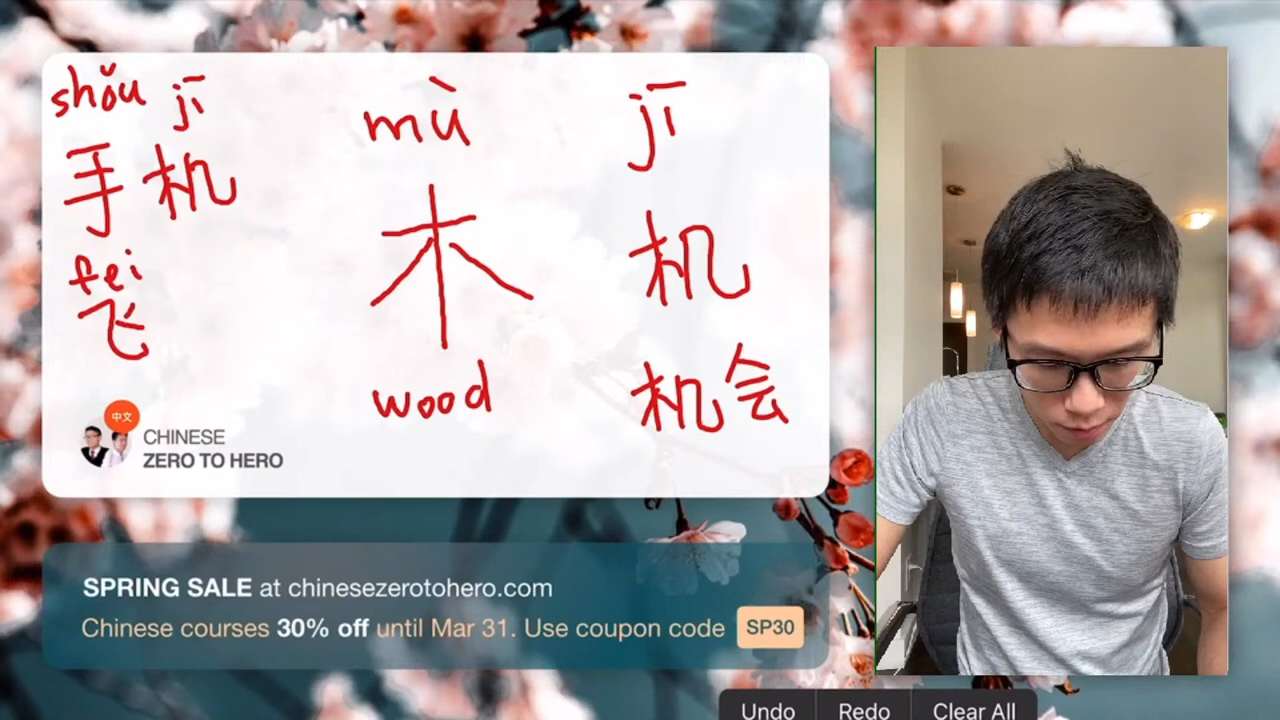 shǒu jī
手机
fei
飞
mù
木
wood
jī
机
机会
中文
CHINESE
ZERO TO HERO
SPRING SALE at chinesezerotohero.com
Chinese courses 30% off until Mar 31. Use coupon code SP30
Undo Redo Clear All